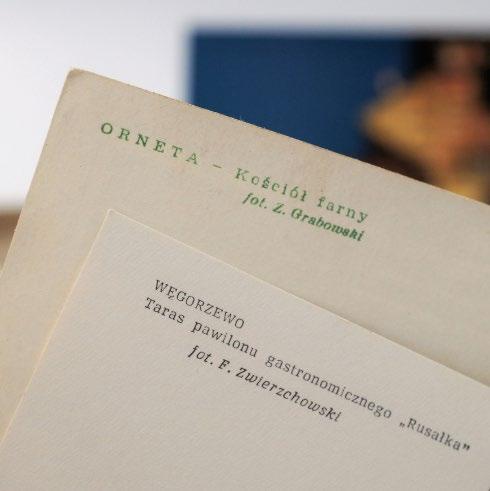 ORNETA – Kościół farny
fot. Z. Grabowski
WĘGORZEWO
Taras pawilonu gastronomicznego „Rusałka”
fot. F. Zwierzchowski